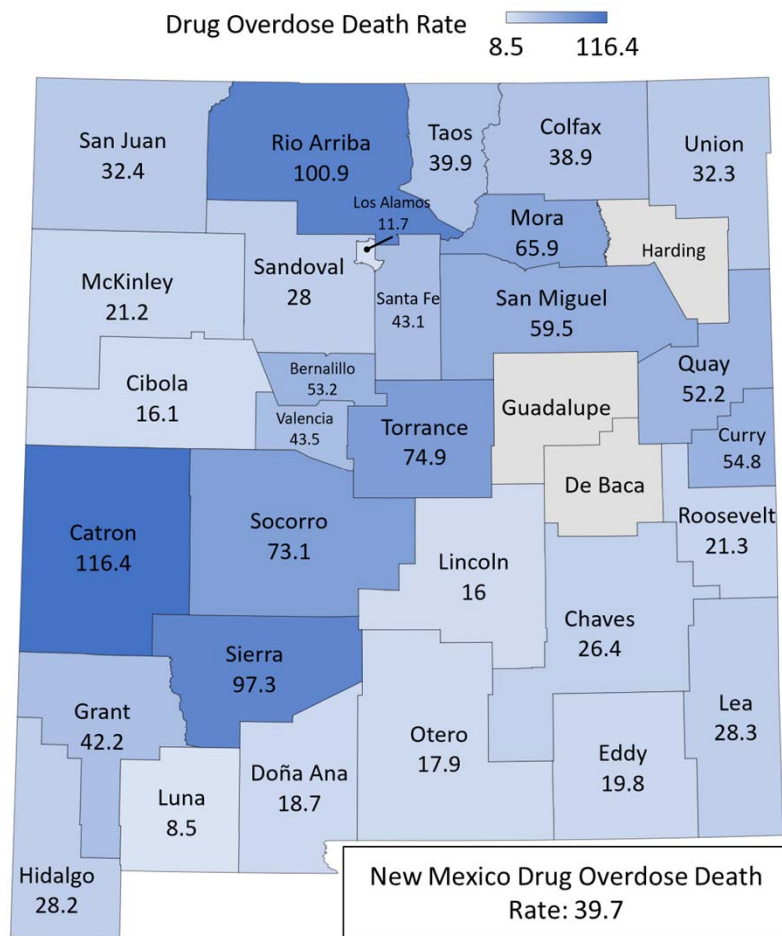 Drug Overdose Death Rate
8.5 116.4
San Juan
32.4
Rio Arriba
100.9
Taos
39.9
Colfax
38.9
Union
32.3
Los Alamos
11.7
Mora
65.9
Harding
McKinley
21.2
Sandoval
28
Santa Fe
43.1
San Miguel
59.5
Cibola
16.1
Bernalillo
53.2
Valencia
43.5
Torrance
74.9
Guadalupe
Quay
52.2
Curry
54.8
De Baca
Catron
116.4
Socorro
73.1
Lincoln
16
Roosevelt
21.3
Chaves
26.4
Sierra
97.3
Grant
42.2
Luna
8.5
Doña Ana
18.7
Otero
17.9
Eddy
19.8
Lea
28.3
Hidalgo
28.2
New Mexico Drug Overdose Death
Rate: 39.7